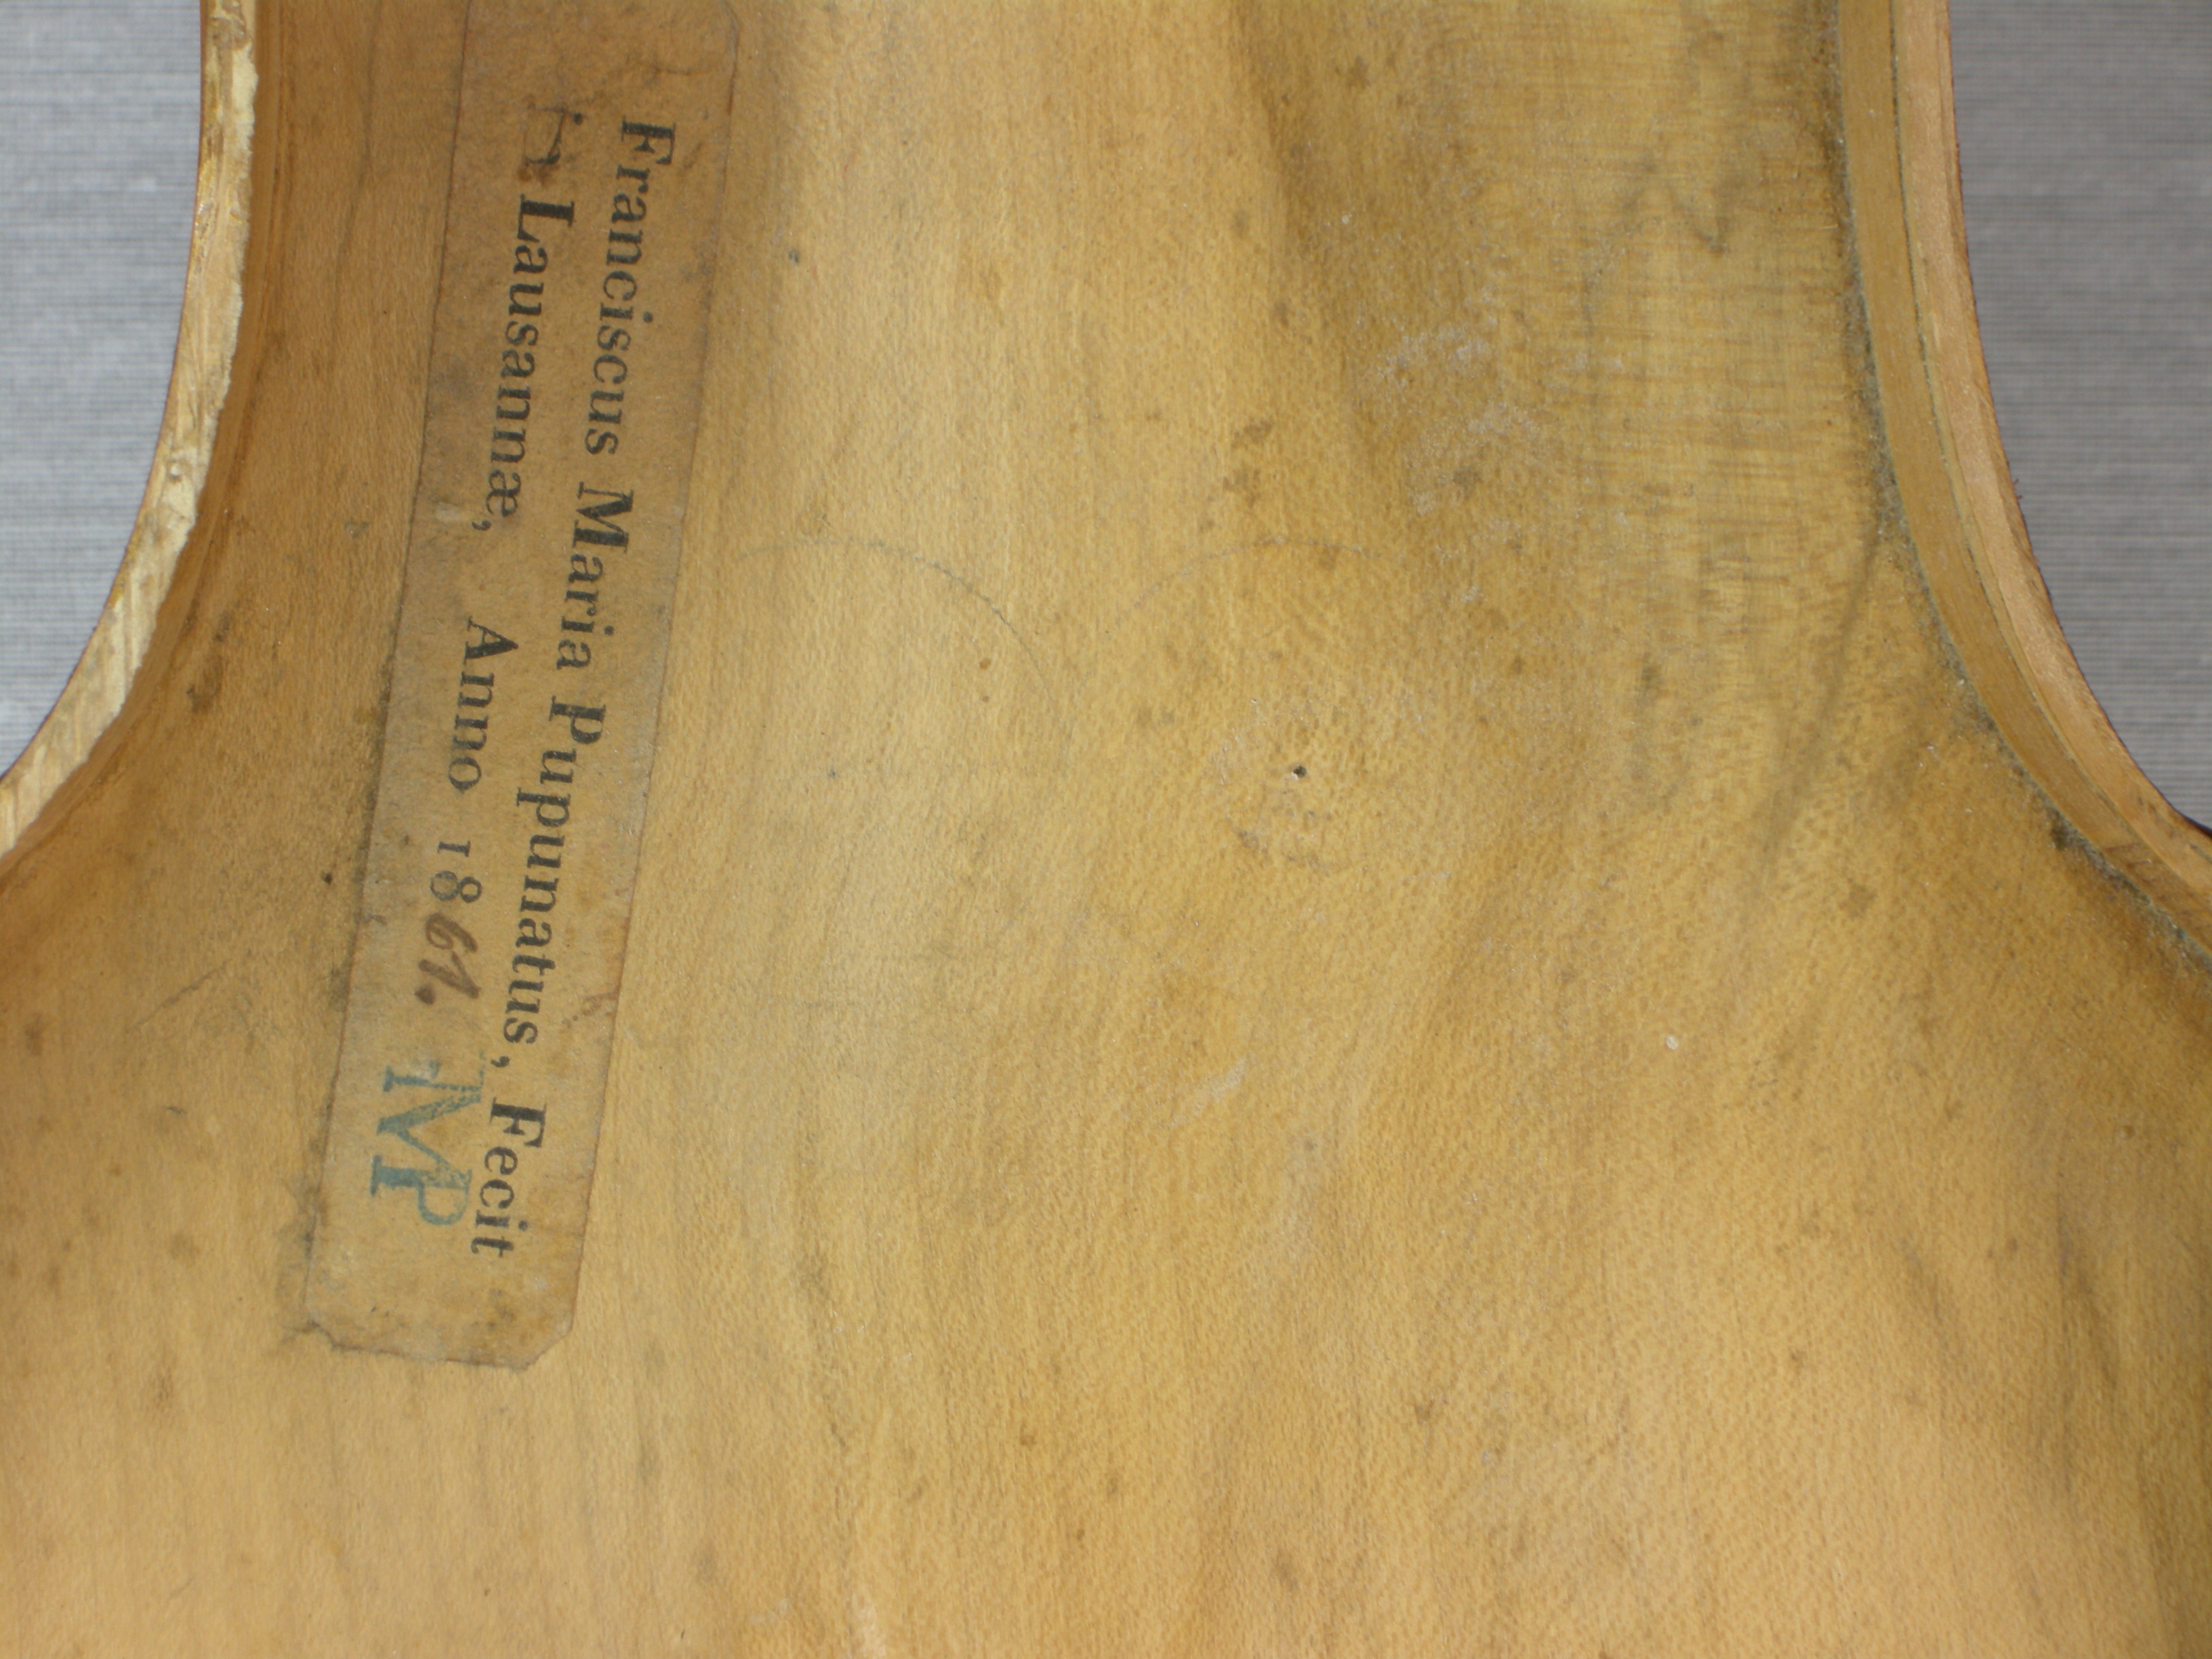 Franciscus Maria Pupunatus, Fecit
Lausannæ, Anno 1861. MP